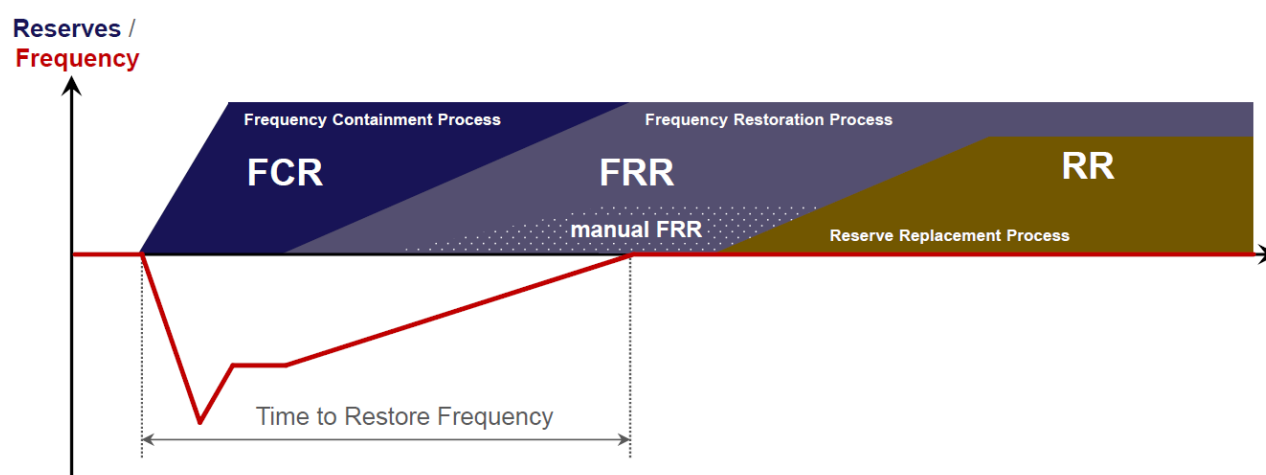 Reserves /
Frequency
Frequency Containment Process
Frequency Restoration Process
FCR
FRR
RR
manual FRR
Reserve Replacement Process
Time to Restore Frequency